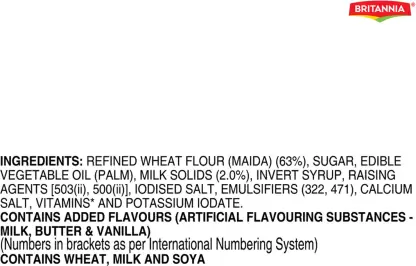 BRITANNIA
INGREDIENTS: REFINED WHEAT FLOUR (MAIDA) (63%), SUGAR, EDIBLE
VEGETABLE OIL (PALM), MILK SOLIDS (2.0%), INVERT SYRUP, RAISING
AGENTS [503(ii), 500(ii)], IODISED SALT, EMULSIFIERS (322, 471), CALCIUM
SALT, VITAMINS* AND POTASSIUM IODATE.
CONTAINS ADDED FLAVOURS (ARTIFICIAL FLAVOURING SUBSTANCES -
MILK, BUTTER & VANILLA)
(Numbers in brackets as per International Numbering System)
CONTAINS WHEAT, MILK AND SOYA